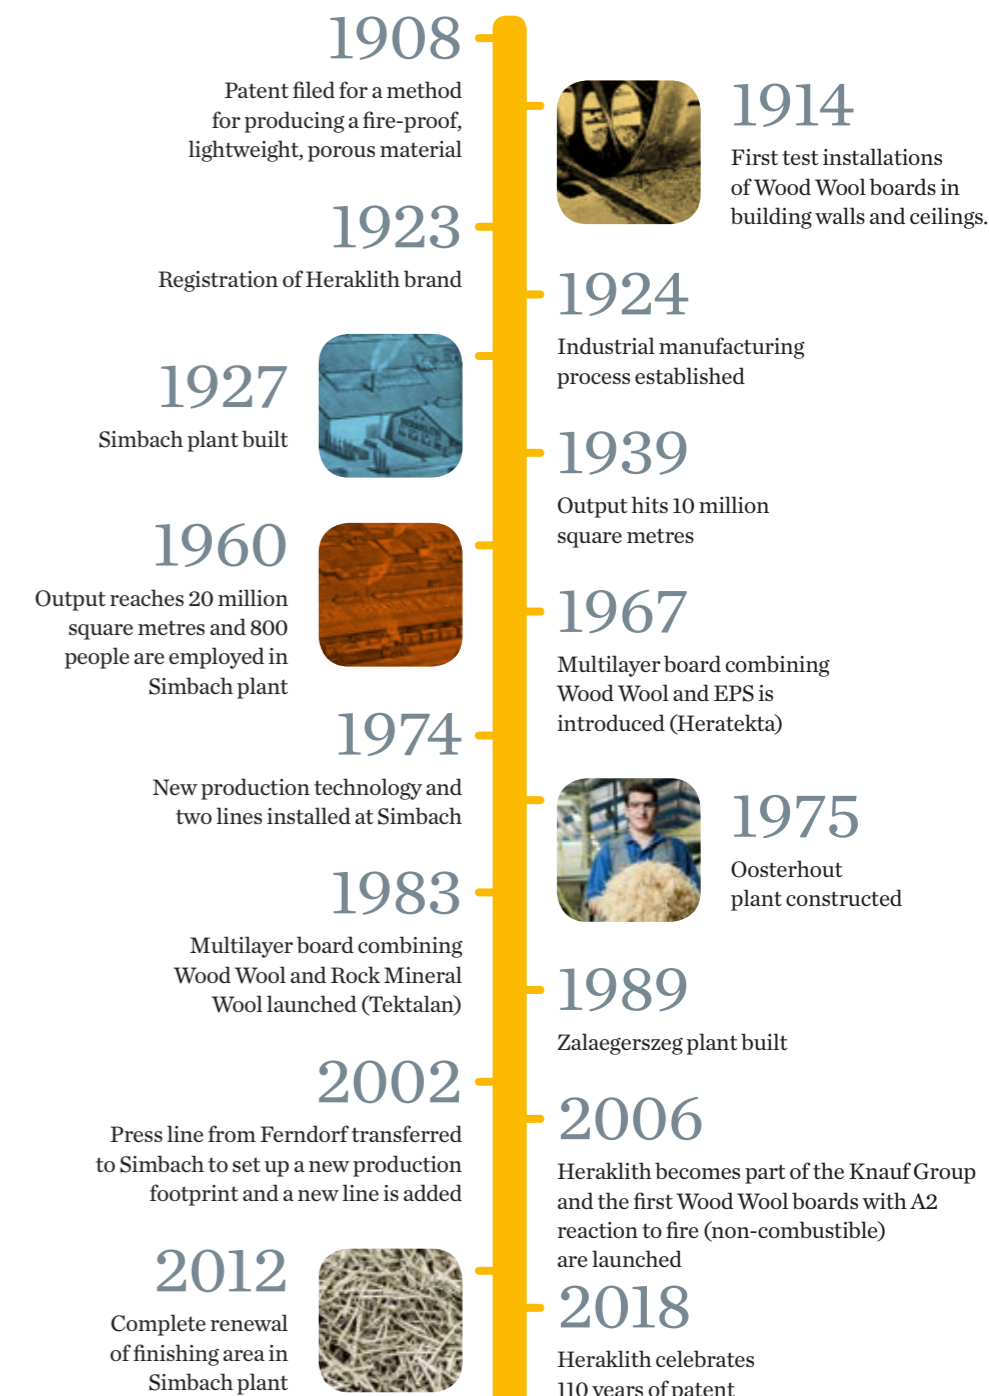 1908
Patent filed for a method
for producing a fire-proof,
lightweight, porous material
1914
First test installations
of Wood Wool boards in
building walls and ceilings.
1923
Registration of Heraklith brand
1924
Industrial manufacturing
process established
1927
Simbach plant built
1939
Output hits 10 million
square metres
1960
Output reaches 20 million
square metres and 800
people are employed in
Simbach plant
1967
Multilayer board combining
Wood Wool and EPS is
introduced (Heratekta)
1974
New production technology and
two lines installed at Simbach
1975
Oosterhout
plant constructed
1983
Multilayer board combining
Wood Wool and Rock Mineral
Wool launched (Tektalan)
1989
Zalaegerszeg plant built
2002
Press line from Ferndorf transferred
to Simbach to set up a new production
footprint and a new line is added
2006
Heraklith becomes part of the Knauf Group
and the first Wood Wool boards with A2
reaction to fire (non-combustible)
are launched
2012
Complete renewal
of finishing area in
Simbach plant
2018
Heraklith celebrates
110 years of patent